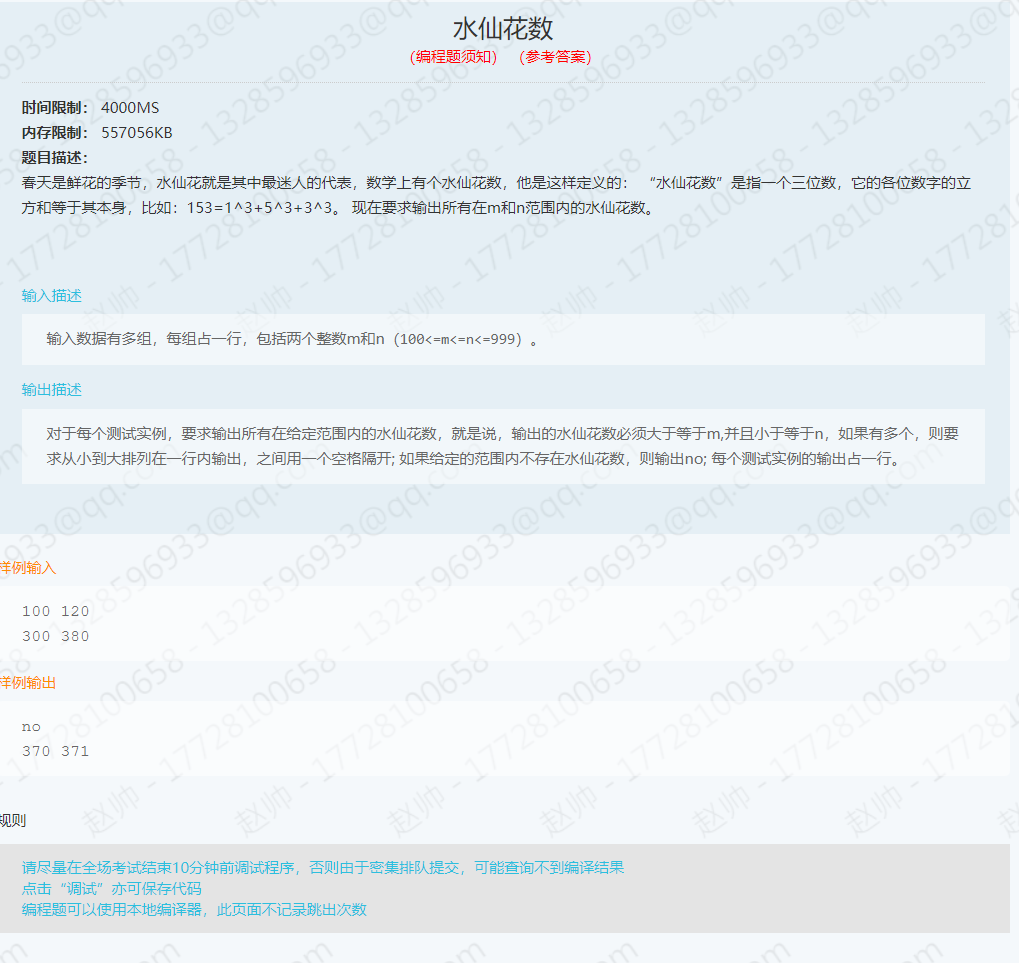 水仙花数
(编程题须知) (参考答案)
时间限制： 4000MS
内存限制： 557056KB
题目描述：
春天是鲜花的季节，水仙花就是其中最迷人的代表，数学上有个水仙花数，他是这样定义的： “水仙花数”是指一个三位数，它的各位数字的立
方和等于其本身，比如：153=1^3+5^3+3^3。 现在要求输出所有在m和n范围内的水仙花数。
输入描述
输入数据有多组，每组占一行，包括两个整数m和n（100<=m<=n<=999）。
输出描述
对于每个测试实例，要求输出所有在给定范围内的水仙花数，就是说，输出的水仙花数必须大于等于m,并且小于等于n，如果有多个，则要
求从小到大排列在一行内输出，之间用一个空格隔开; 如果给定的范围内不存在水仙花数，则输出no; 每个测试实例的输出占一行。
样例输入
100 120
300 380
样例输出
no
370 371
规则
请尽量在全场考试结束10分钟前调试程序，否则由于密集排队提交，可能查询不到编译结果
点击“调试”亦可保存代码
编程题可以使用本地编译器，此页面不记录跳出次数
赵帅 - 17728100658 - 1328596933@qq.com